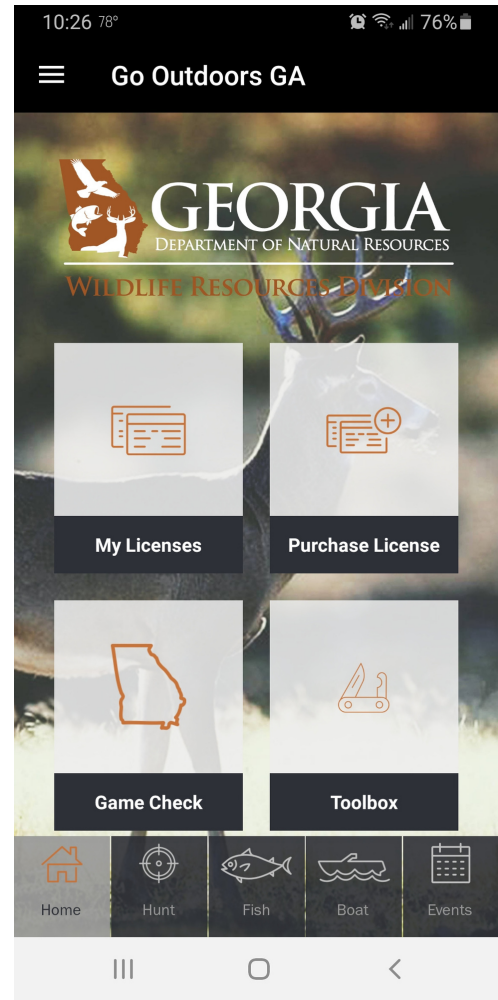 10:26 78° 76%
Go Outdoors GA
GEORGIA
DEPARTMENT OF NATURAL RESOURCES
WILDLIFE RESOURCES DIVISION
My Licenses
Purchase License
Game Check
Toolbox
Home
Hunt
Fish
Boat
Events